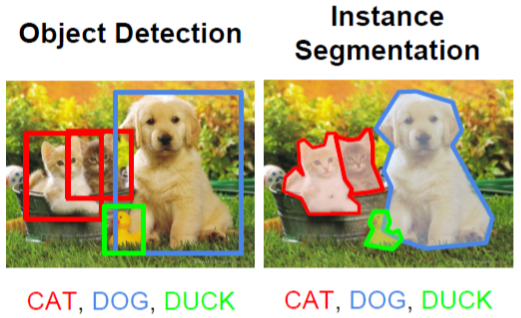 Object Detection
Instance
Segmentation
CAT, DOG, DUCK
CAT, DOG, DUCK